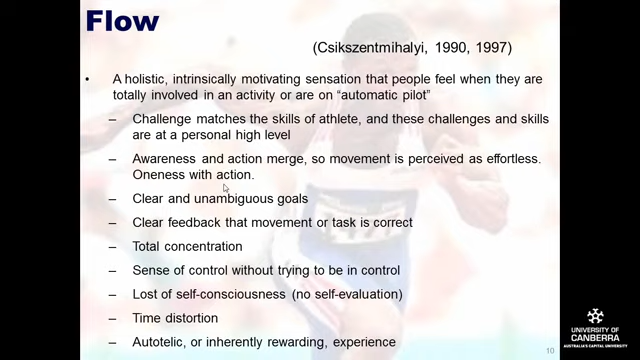 Flow
(Csikszentmihalyi, 1990, 1997)
• A holistic, intrinsically motivating sensation that people feel when they are
totally involved in an activity or are on “automatic pilot”
– Challenge matches the skills of athlete, and these challenges and skills
are at a personal high level
– Awareness and action merge, so movement is perceived as effortless.
Oneness with action.
– Clear and unambiguous goals
– Clear feedback that movement or task is correct
– Total concentration
– Sense of control without trying to be in control
– Lost of self-consciousness (no self-evaluation)
– Time distortion
– Autotelic, or inherently rewarding, experience
10
UNIVERSITY OF
CANBERRA
AUSTRALIA'S CAPITAL UNIVERSITY